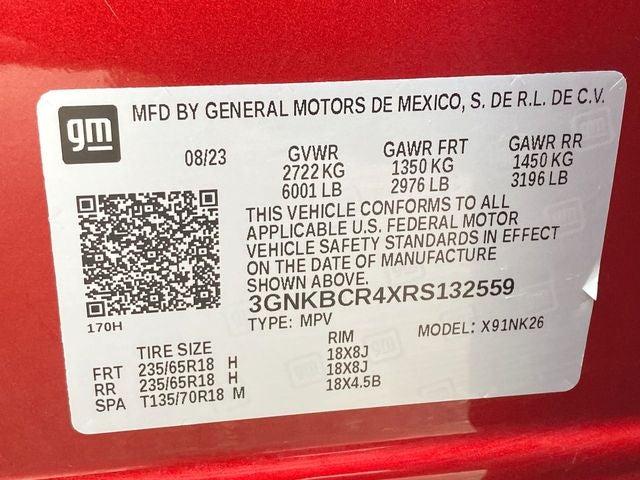 gm
MFD BY GENERAL MOTORS DE MEXICO, S. DE R.L. DE C.V.
08/23 GVWR GAWR FRT GAWR RR
2722 KG 1350 KG 1450 KG
6001 LB 2976 LB 3196 LB
THIS VEHICLE CONFORMS TO ALL
APPLICABLE U.S. FEDERAL MOTOR
VEHICLE SAFETY STANDARDS IN EFFECT
ON THE DATE OF MANUFACTURE
SHOWN ABOVE.
3GNKBCR4XRS132559
170H TYPE: MPV MODEL: X91NK26
TIRE SIZE RIM
FRT 235/65R18 H 18X8J
RR 235/65R18 H 18X8J
SPA T135/70R18 M 18X4.5B